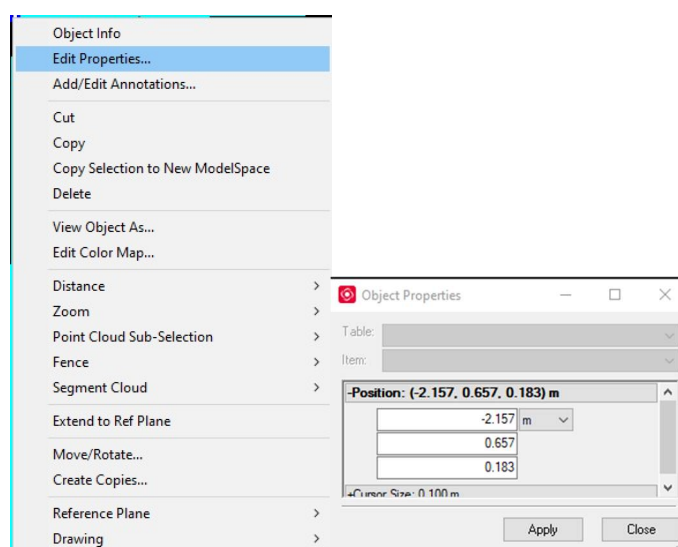 Object Info
Edit Properties...
Add/Edit Annotations...
Cut
Copy
Copy Selection to New ModelSpace
Delete
View Object As...
Edit Color Map...
Distance
Zoom
Point Cloud Sub-Selection
Fence
Segment Cloud
Extend to Ref Plane
Move/Rotate...
Create Copies...
Reference Plane
Drawing
Object Properties
Table:
Item:
-Position: (-2.157, 0.657, 0.183) m
-2.157 m
0.657
0.183
+Cursor Size: 0.100 m
Apply Close